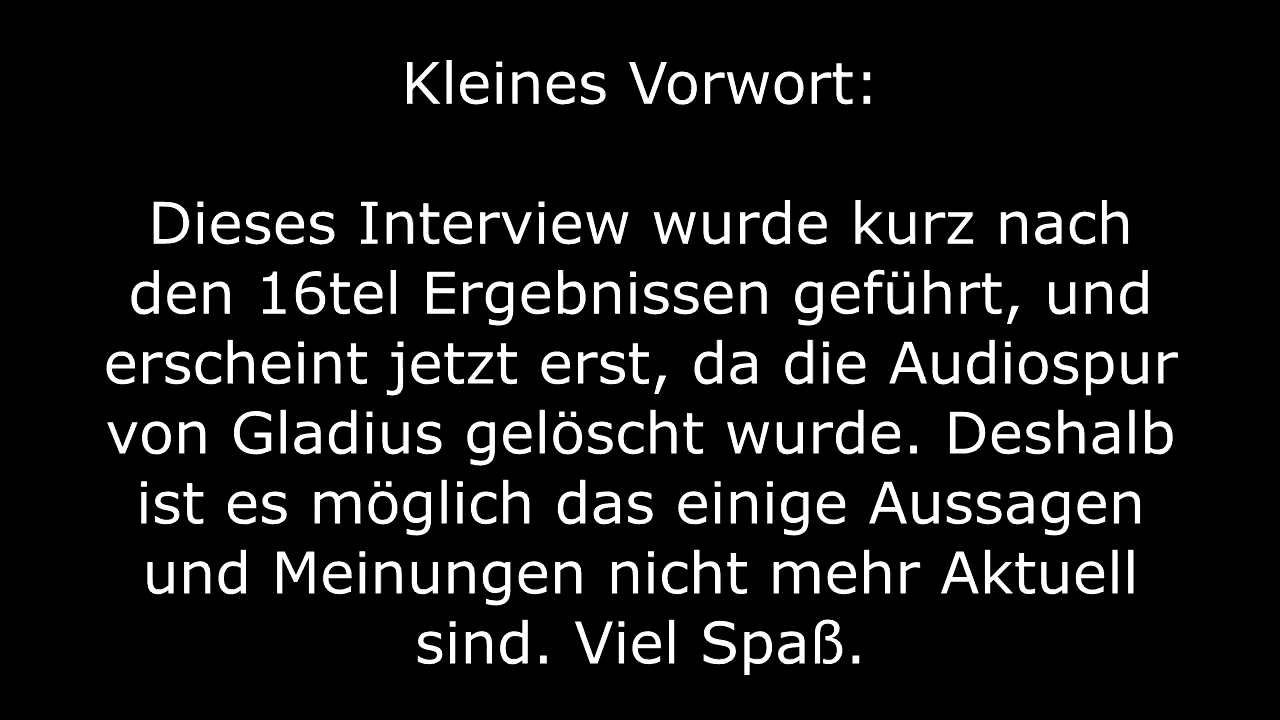 Kleines Vorwort:
Dieses Interview wurde kurz nach
den 16tel Ergebnissen geführt, und
erscheint jetzt erst, da die Audiospur
von Gladius gelöscht wurde. Deshalb
ist es möglich das einige Aussagen
und Meinungen nicht mehr Aktuell
sind. Viel Spaß.